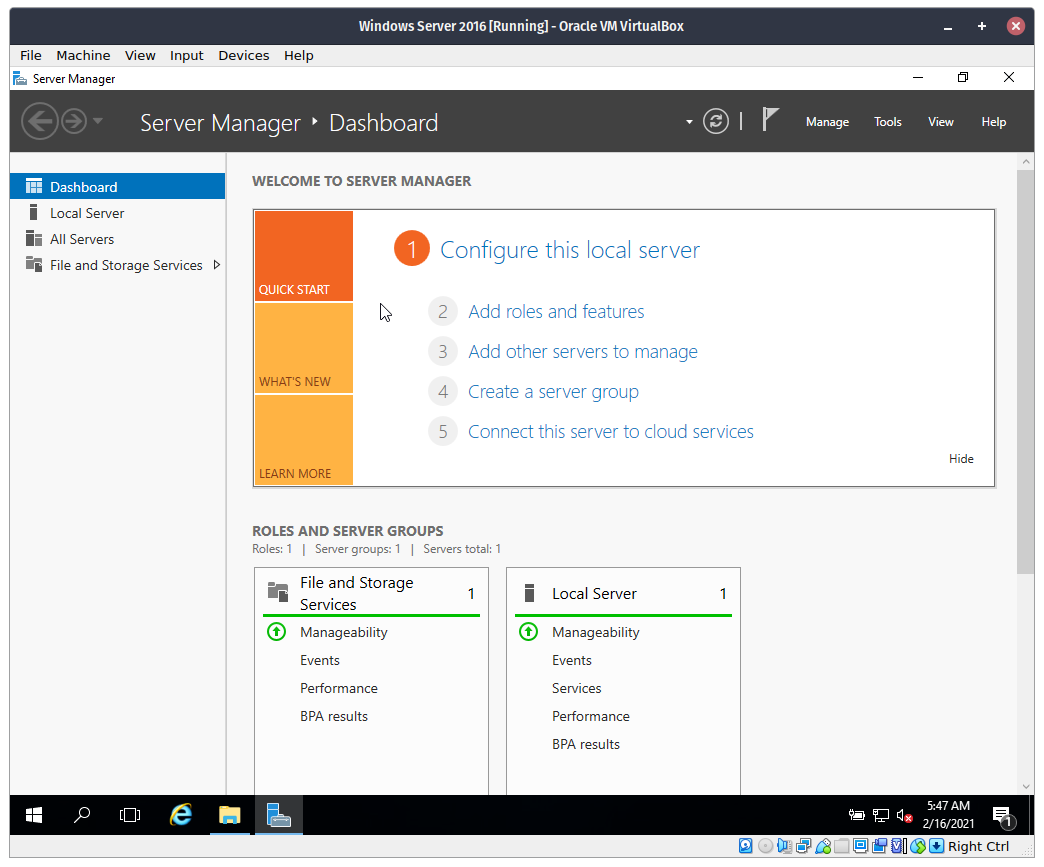 Windows Server 2016 [Running] - Oracle VM VirtualBox
File Machine View Input Devices Help
Server Manager
Server Manager Dashboard
Manage Tools View Help
Dashboard
Local Server
All Servers
File and Storage Services
WELCOME TO SERVER MANAGER
QUICK START
WHAT'S NEW
LEARN MORE
1 Configure this local server
2 Add roles and features
3 Add other servers to manage
4 Create a server group
5 Connect this server to cloud services
Hide
ROLES AND SERVER GROUPS
Roles: 1 | Server groups: 1 | Servers total: 1
File and Storage
Services
1
Manageability
Events
Performance
BPA results
Local Server 1
Manageability
Events
Services
Performance
BPA results
5:47 AM
2/16/2021
1
Right Ctrl